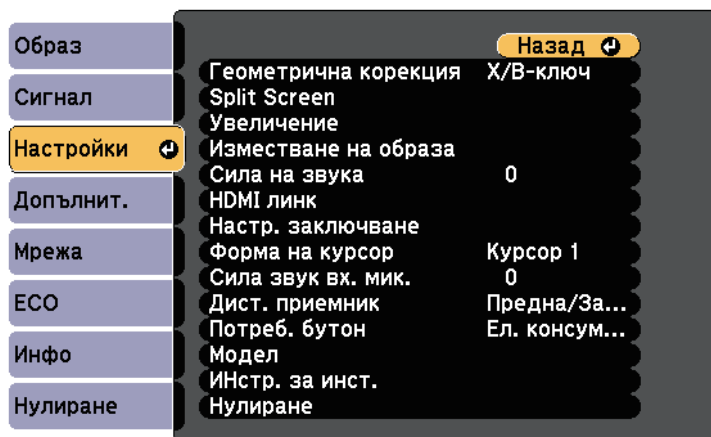 Образ
Сигнал
Настройки
Допълнит.
Мрежа
ECO
Инфо
Нулиране
Назад
Геометрична корекция Х/В-ключ
Split Screen
Увеличение
Изместване на образа
Сила на звука 0
HDMI линк
Настр. заключване
Форма на курсор Курсор 1
Сила звук вх. мик. 0
Дист. приемник Предна/За...
Потреб. бутон Ел. консум...
Модел
ИНстр. за инст.
Нулиране